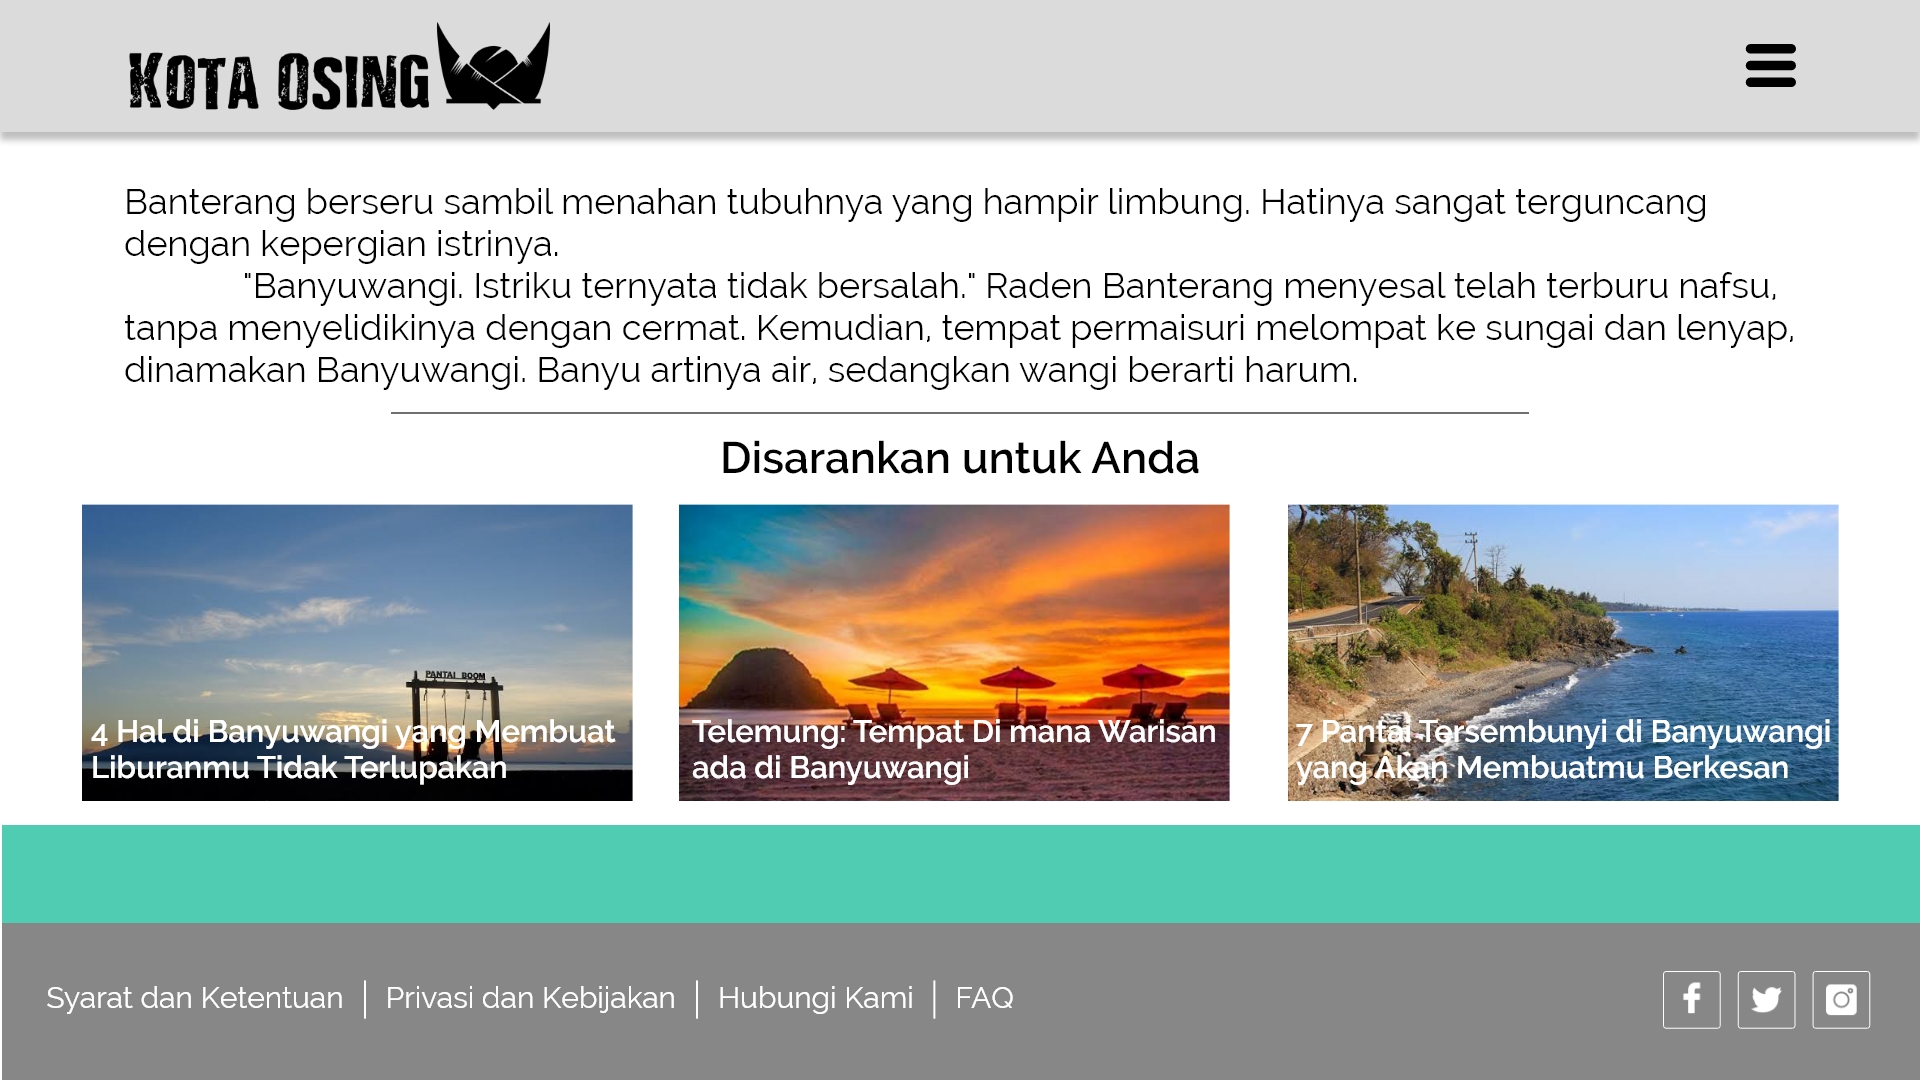 KOTA OSING
Banterang berseru sambil menahan tubuhnya yang hampir limbung. Hatinya sangat terguncang
dengan kepergian istrinya.
"Banyuwangi. Istriku ternyata tidak bersalah." Raden Banterang menyesal telah terburu nafsu,
tanpa menyelidikinya dengan cermat. Kemudian, tempat permaisuri melompat ke sungai dan lenyap,
dinamakan Banyuwangi. Banyu artinya air, sedangkan wangi berarti harum.
Disarankan untuk Anda
PANTAI BOOM
4 Hal di Banyuwangi yang Membuat
Liburanmu Tidak Terlupakan
Telemung: Tempat Di mana Warisan
ada di Banyuwangi
7 Pantai Tersembunyi di Banyuwangi
yang Akan Membuatmu Berkesan
Syarat dan Ketentuan | Privasi dan Kebijakan | Hubungi Kami | FAQ